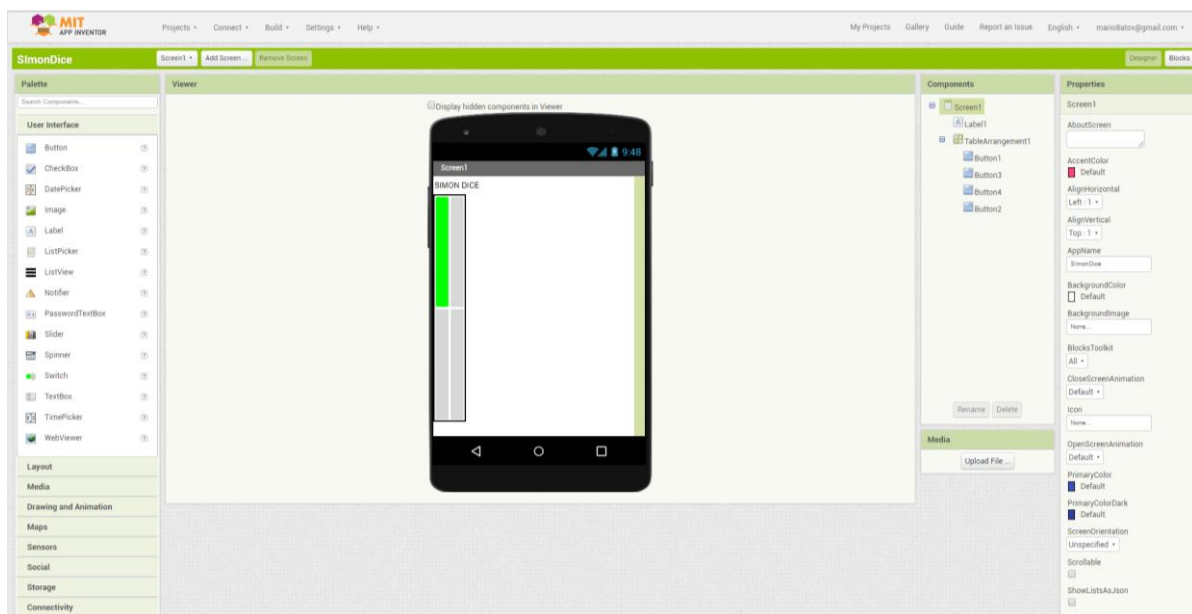 MIT
APP INVENTOR
Projects
Connect
Build
Settings
Help
My Projects
Gallery
Guide
Report an Issue
English
mario8atov@gmail.com
SImonDice
Screen1
Add Screen ...
Remove Screen
Designer
Blocks
Palette
Search Components...
User Interface
Button
CheckBox
DatePicker
Image
Label
ListPicker
ListView
Notifier
PasswordTextBox
Slider
Spinner
Switch
TextBox
TimePicker
WebViewer
Layout
Media
Drawing and Animation
Maps
Sensors
Social
Storage
Connectivity
Viewer
Display hidden components in Viewer
9:48
Screen1
SIMON DICE
Components
Screen1
Label1
TableArrangement1
Button1
Button3
Button4
Button2
Rename
Delete
Media
Upload File ...
Properties
Screen1
AboutScreen
AccentColor
Default
AlignHorizontal
Left : 1
AlignVertical
Top : 1
AppName
SImonDice
BackgroundColor
Default
BackgroundImage
None...
BlocksToolkit
All
CloseScreenAnimation
Default
Icon
None...
OpenScreenAnimation
Default
PrimaryColor
Default
PrimaryColorDark
Default
ScreenOrientation
Unspecified
Scrollable
ShowListsAsJson